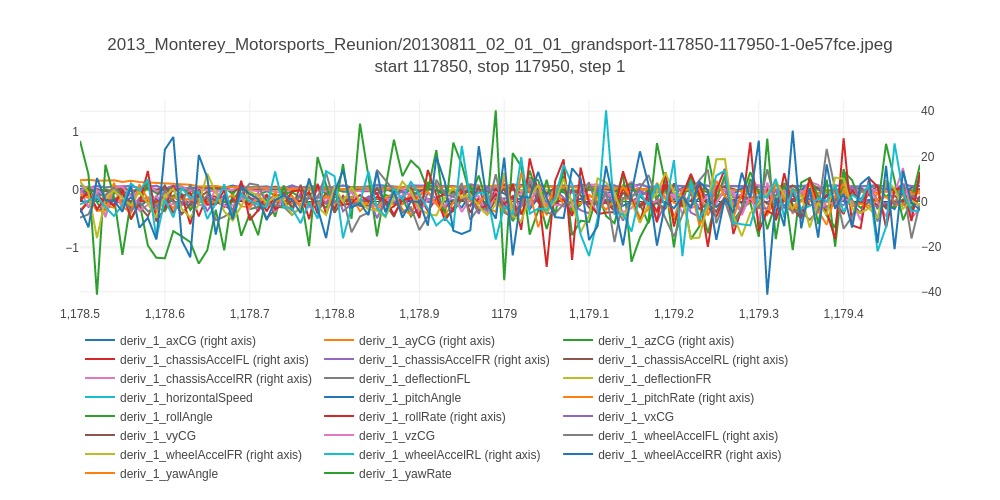 2013_Monterey_Motorsports_Reunion/20130811_02_01_01_grandsport-117850-117950-1-0e57fce.jpeg
start 117850, stop 117950, step 1
1
0
−1
40
20
0
−20
−40
1,178.5 1,178.6 1,178.7 1,178.8 1,178.9 1179 1,179.1 1,179.2 1,179.3 1,179.4
deriv_1_axCG (right axis) deriv_1_ayCG (right axis) deriv_1_azCG (right axis)
deriv_1_chassisAccelFL (right axis) deriv_1_chassisAccelFR (right axis) deriv_1_chassisAccelRL (right axis)
deriv_1_chassisAccelRR (right axis) deriv_1_deflectionFL deriv_1_deflectionFR
deriv_1_horizontalSpeed deriv_1_pitchAngle deriv_1_pitchRate (right axis)
deriv_1_rollAngle deriv_1_rollRate (right axis) deriv_1_vxCG
deriv_1_vyCG deriv_1_vzCG deriv_1_wheelAccelFL (right axis)
deriv_1_wheelAccelFR (right axis) deriv_1_wheelAccelRL (right axis) deriv_1_wheelAccelRR (right axis)
deriv_1_yawAngle deriv_1_yawRate